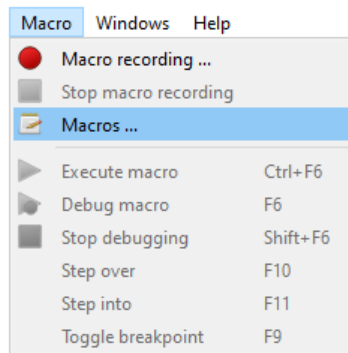 Macro Windows Help
Macro recording ...
Stop macro recording
Macros ...
Execute macro Ctrl+F6
Debug macro F6
Stop debugging Shift+F6
Step over F10
Step into F11
Toggle breakpoint F9